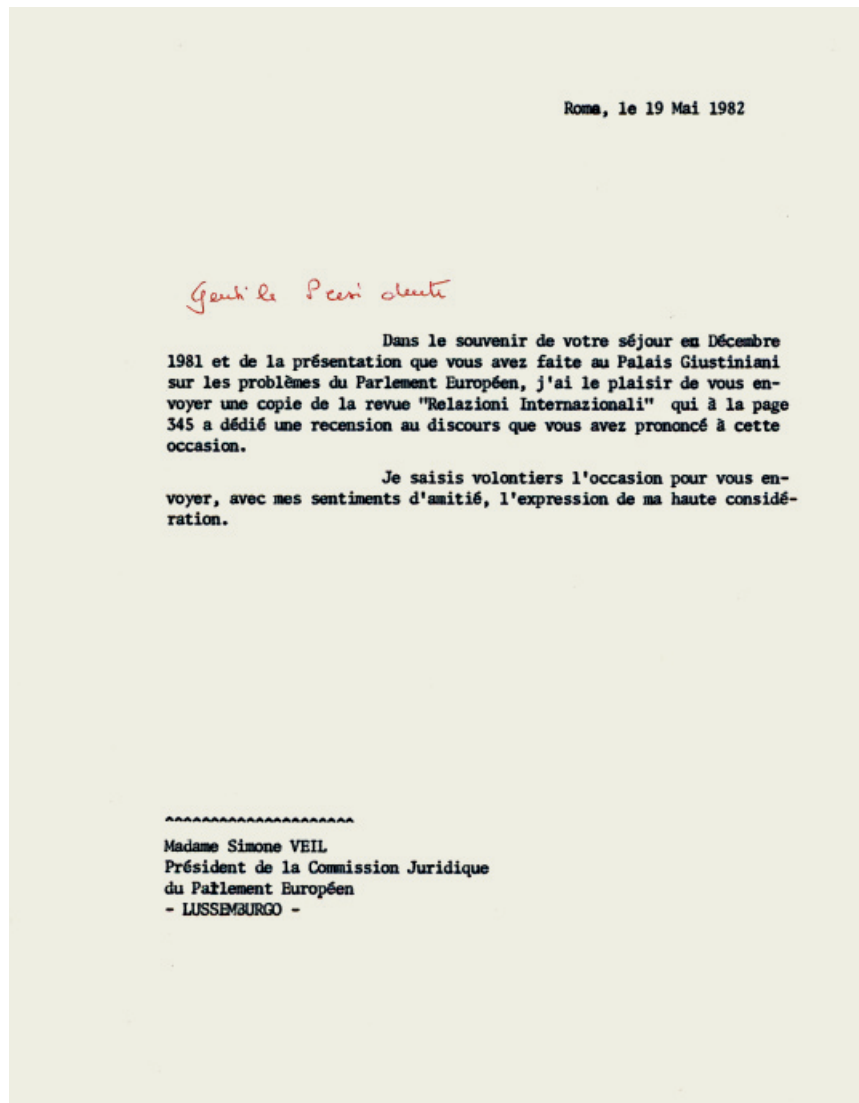 Roma, le 19 Mai 1982
Gentile Presidente
Dans le souvenir de votre séjour en Décembre
1981 et de la présentation que vous avez faite au Palais Giustiniani
sur les problèmes du Parlement Européen, j'ai le plaisir de vous en-
voyer une copie de la revue "Relazioni Internazionali" qui à la page
345 a dédié une recension au discours que vous avez prononcé à cette
occasion.
Je saisis volontiers l'occasion pour vous en-
voyer, avec mes sentiments d'amitié, l'expression de ma haute considé-
ration.
^^^^^^^^^^^^^^^^^^^^^
Madame Simone VEIL
Président de la Commission Juridique
du Parlement Européen
- LUSSEMBURGO -